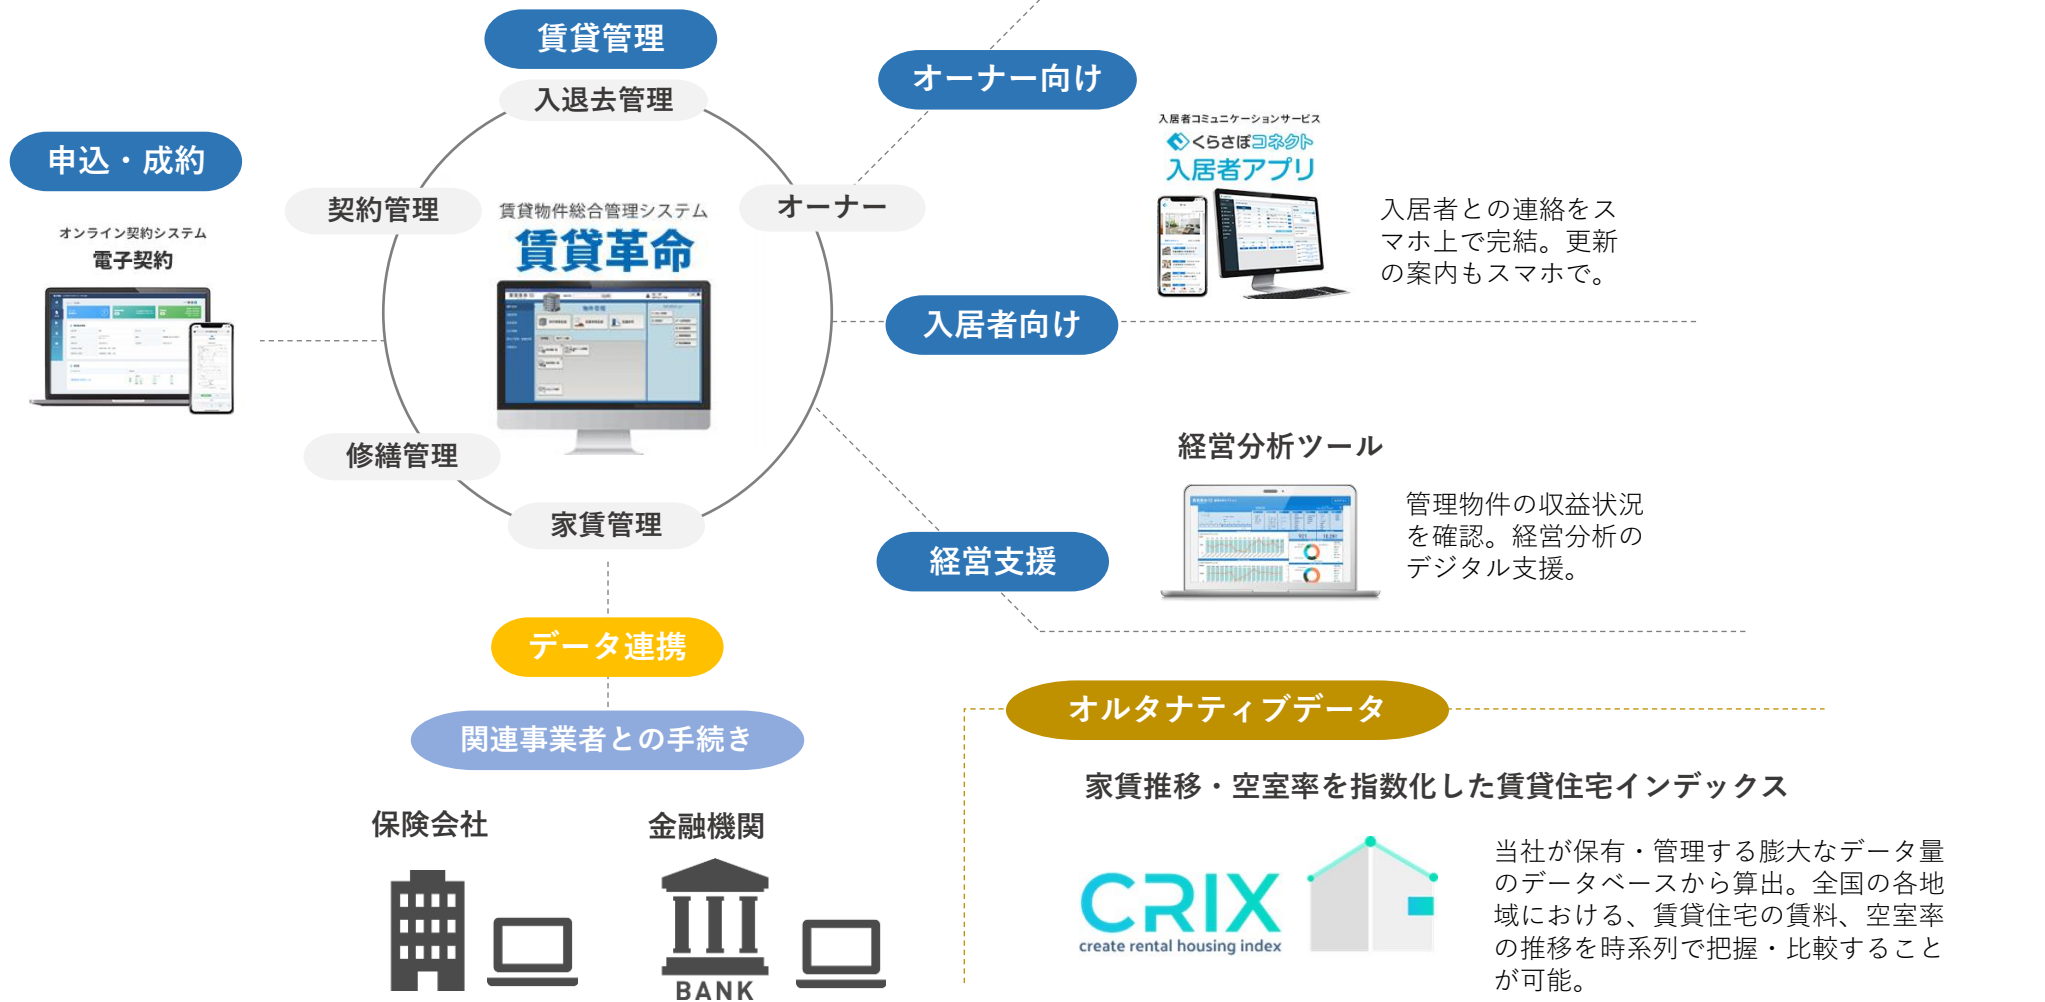 賃貸管理
入退去管理
オーナー向け
申込・成約
オンライン契約システム
電子契約
契約管理
賃貸物件総合管理システム
賃貸革命
オーナー
入居者コミュニケーションサービス
くらさぽコネクト
入居者アプリ
入居者との連絡をス
マホ上で完結。更新
の案内もスマホで。
入居者向け
修繕管理
家賃管理
経営分析ツール
管理物件の収益状況
を確認。経営分析の
デジタル支援。
経営支援
データ連携
関連事業者との手続き
保険会社
金融機関
BANK
オルタナティブデータ
家賃推移・空室率を指数化した賃貸住宅インデックス
CRIX
create rental housing index
当社が保有・管理する膨大なデータ量
のデータベースから算出。全国の各地
域における、賃貸住宅の賃料、空室率
の推移を時系列で把握・比較すること
が可能。